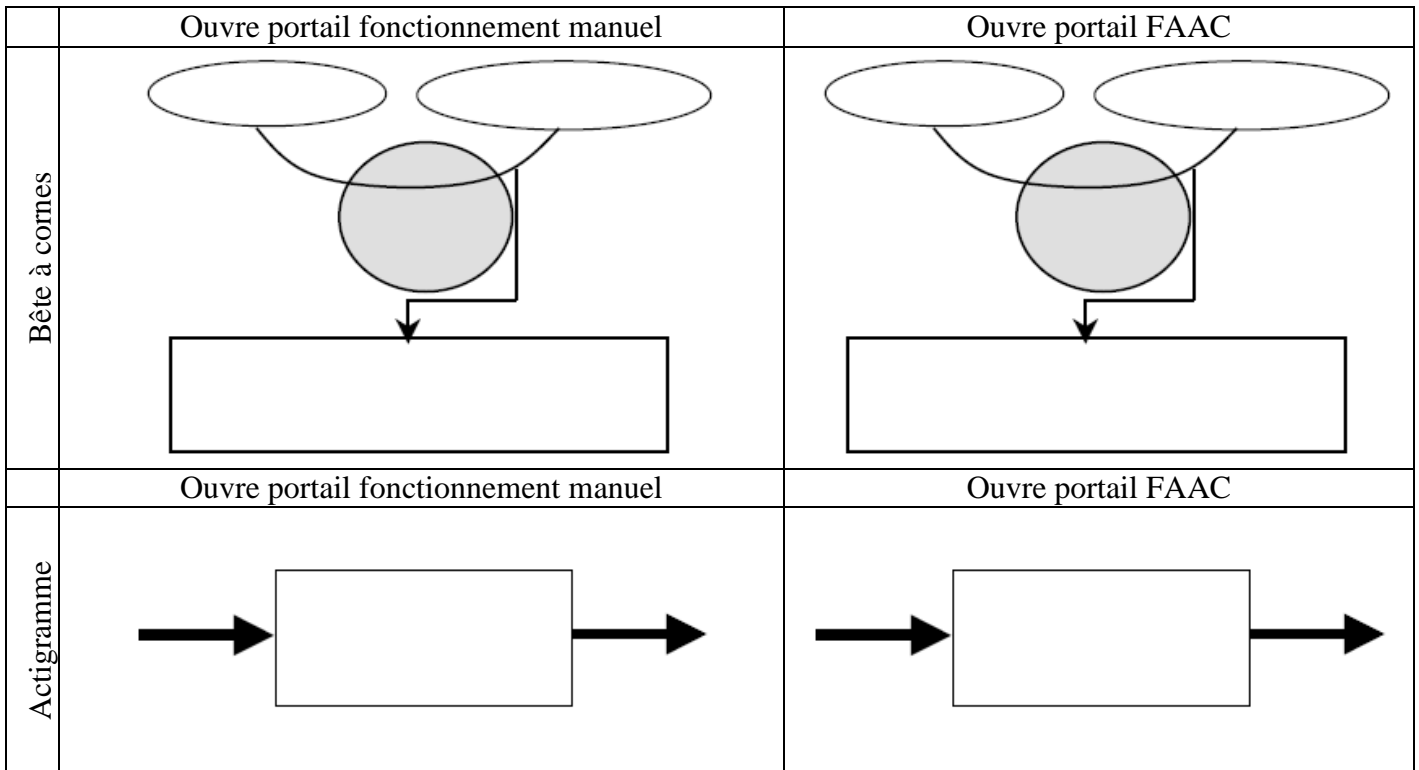 Ouvre portail fonctionnement manuel
Ouvre portail FAAC
Bête à cornes
Ouvre portail fonctionnement manuel
Ouvre portail FAAC
Actigramme